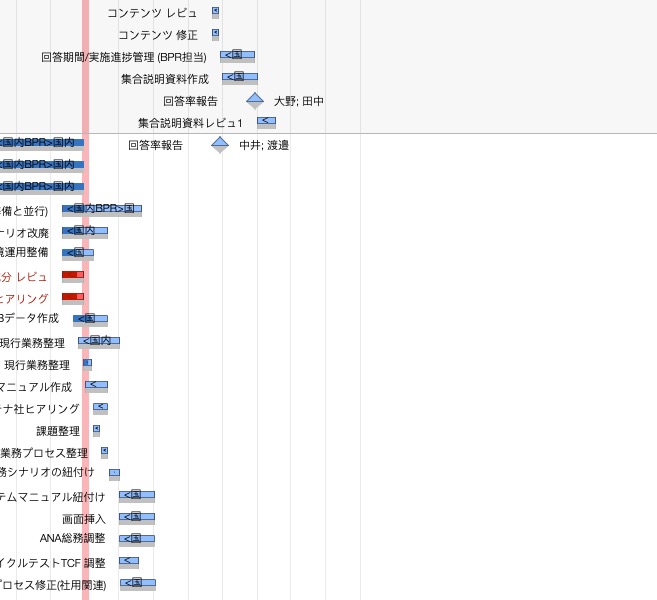 コンテンツ レビュ <
コンテンツ 修正 <
回答期間/実施進捗管理 (BPR担当) <国
集合説明資料作成 <国
回答率報告 大野; 田中
集合説明資料レビュ1 <
<国内BPR>国内 回答率報告 中井; 渡邉
<国内BPR>国内
<国内BPR>国内
備と並行) <国内BPR>国
ナリオ改廃 <国内
境運用整備 <国
分 レビュ
ヒアリング
Bデータ作成 <国
現行業務整理 <国内
現行業務整理
マニュアル作成 <
ナ社ヒアリング <
課題整理 <
業務プロセス整理 <
務シナリオの紐付け
テムマニュアル紐付け <国
画面挿入 <国
ANA総務調整 <国
イクルテストTCF 調整 <
プロセス修正(社用関連) <国